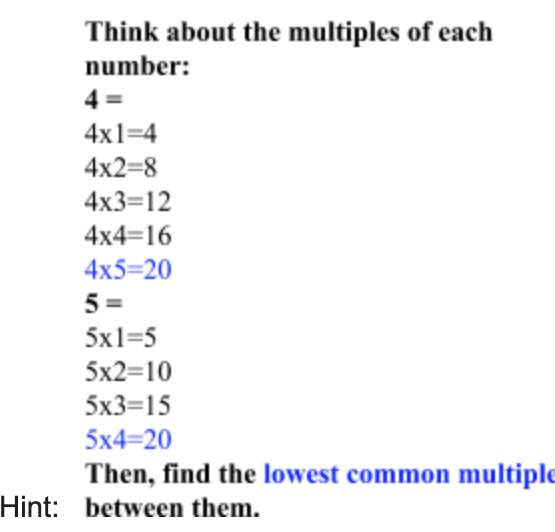 Think about the multiples of each
number:
4 =
4x1=4
4x2=8
4x3=12
4x4=16
4x5=20
5 =
5x1=5
5x2=10
5x3=15
5x4=20
Then, find the lowest common multiple
Hint: between them.